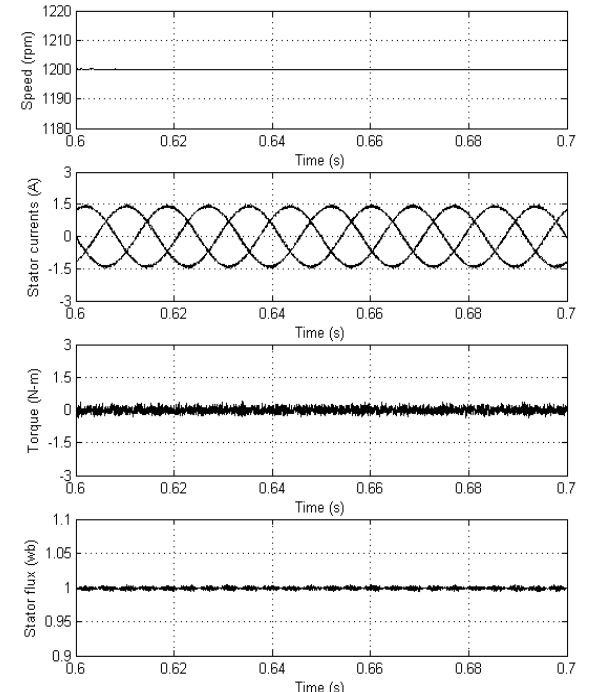 Speed (rpm)
1220
1210
1200
1190
1180
0.6 0.62 0.64 0.66 0.68 0.7
Time (s)
Stator currents (A)
3
1.5
0
-1.5
-3
0.6 0.62 0.64 0.66 0.68 0.7
Time (s)
Torque (N-m)
3
1.5
0
-1.5
-3
0.6 0.62 0.64 0.66 0.68 0.7
Time (s)
Stator flux (wb)
1.1
1.05
1
0.95
0.9
0.6 0.62 0.64 0.66 0.68 0.7
Time (s)